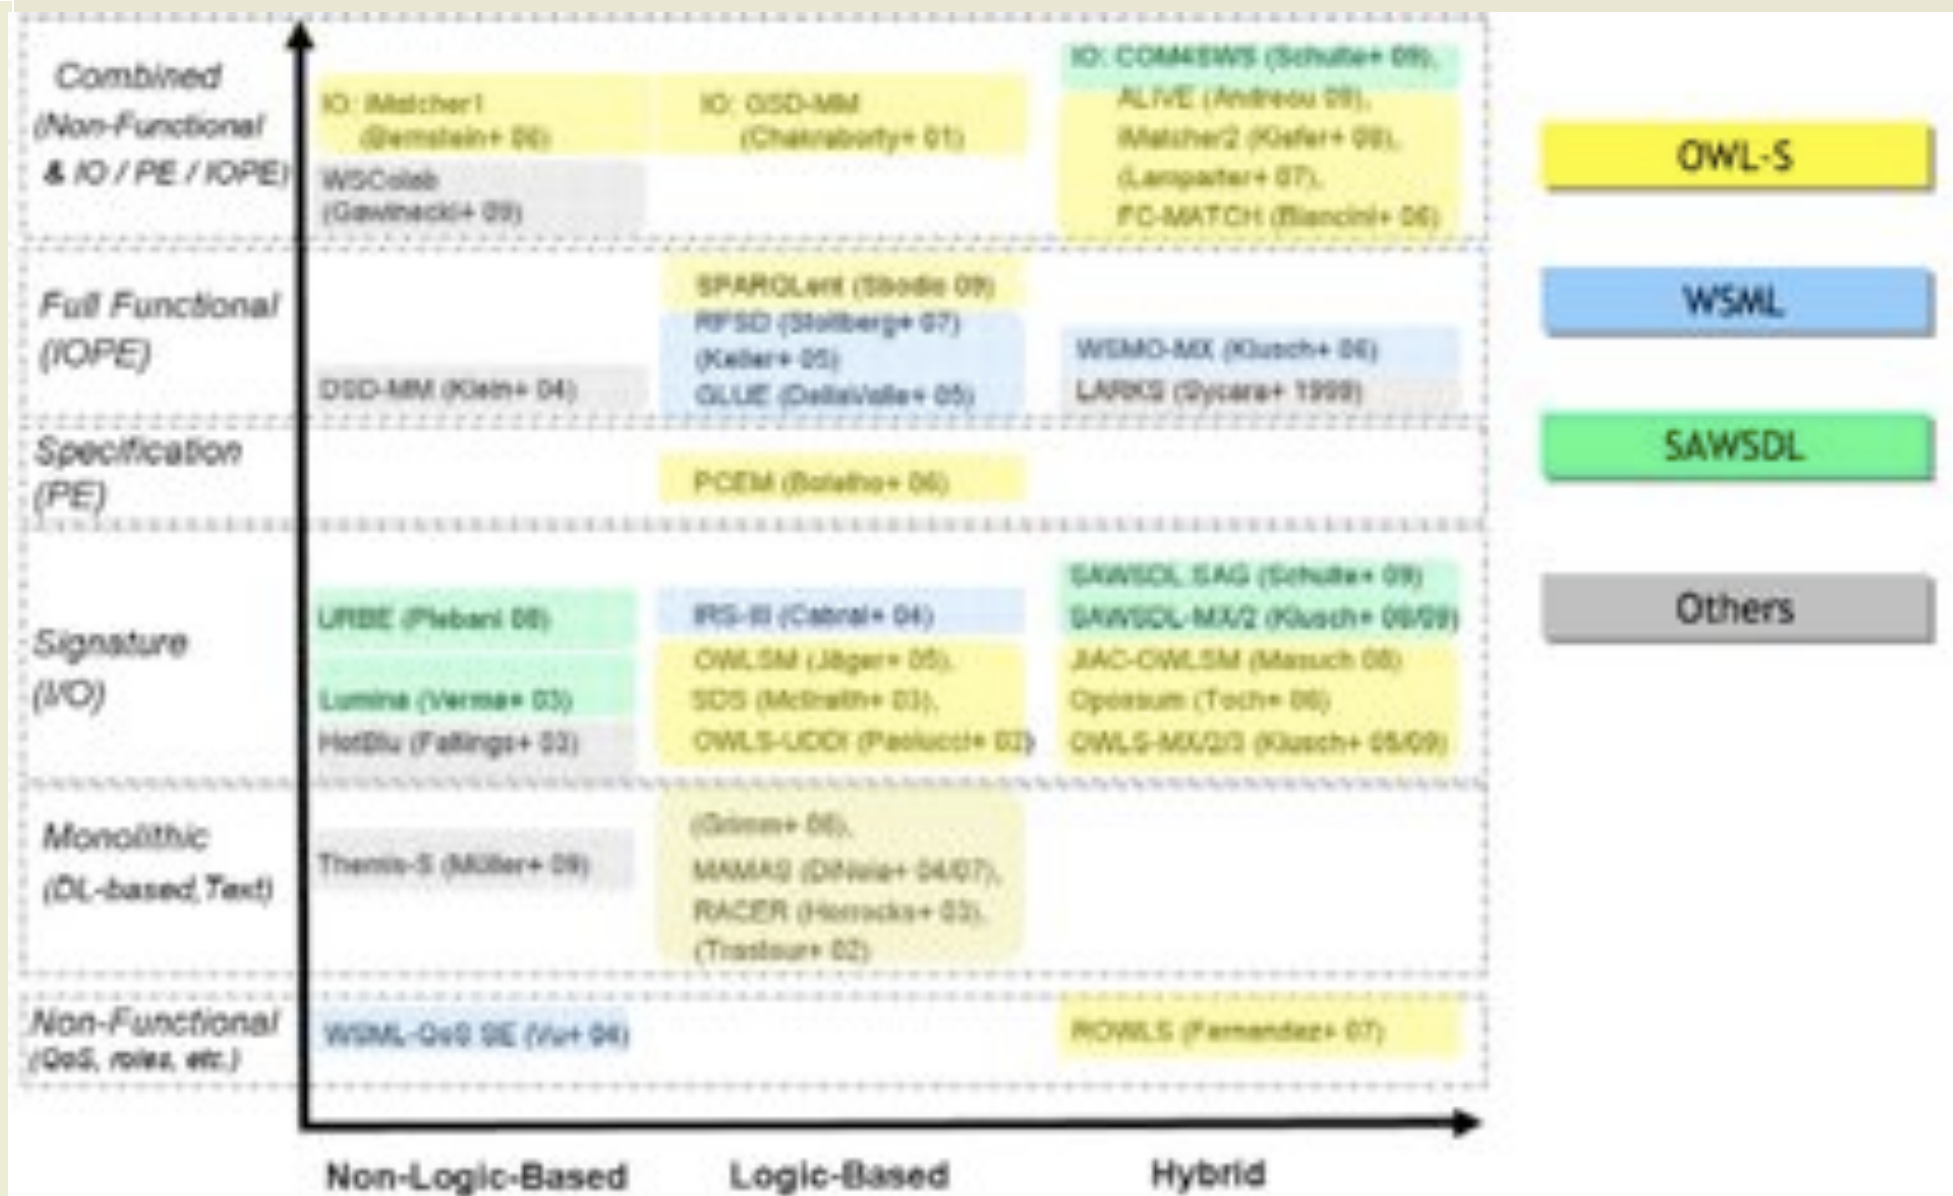 Combined
(Non-Functional
& IO / PE / IOPE)
IO: iMatcher1
(Bernstein+ 06)
WSColab
(Gawinecki+ 09)
IO: GSD-MM
(Chakraborty+ 01)
IO: COM4SWS (Schulte+ 09),
ALIVE (Andreou 09),
iMatcher2 (Kiefer+ 08),
(Lamparter+ 07),
FC-MATCH (Bianchini+ 06)
Full Functional
(IOPE)
DSD-MM (Klein+ 04)
SPARQLent (Sbodio 09)
RFSD (Stollberg+ 07)
(Keller+ 05)
GLUE (DellaValle+ 05)
WSMO-MX (Klusch+ 06)
LARKS (Sycara+ 1999)
Specification
(PE)
PCEM (Botelho+ 06)
Signature
(I/O)
URBE (Plebani 08)
Lumina (Verma+ 03)
HotBlu (Faltings+ 03)
IRS-III (Cabral+ 04)
OWLSM (Jäger+ 05),
SDS (McIlraith+ 03),
OWLS-UDDI (Paolucci+ 02)
SAWSDL SAG (Schulte+ 09)
SAWSDL-MX/2 (Klusch+ 08/09)
JIAC-OWLSM (Masuch 08)
Opossum (Toch+ 06)
OWLS-MX/2/3 (Klusch+ 05/09)
Monolithic
(DL-based,Text)
Themis-S (Müller+ 09)
(Grimm+ 06),
MAMAS (DiNoia+ 04/07),
RACER (Horrocks+ 03),
(Trastour+ 02)
Non-Functional
(QoS, roles, etc.)
WSML-QoS SE (Vu+ 04)
ROWLS (Fernandez+ 07)
Non-Logic-Based
Logic-Based
Hybrid
OWL-S
WSML
SAWSDL
Others